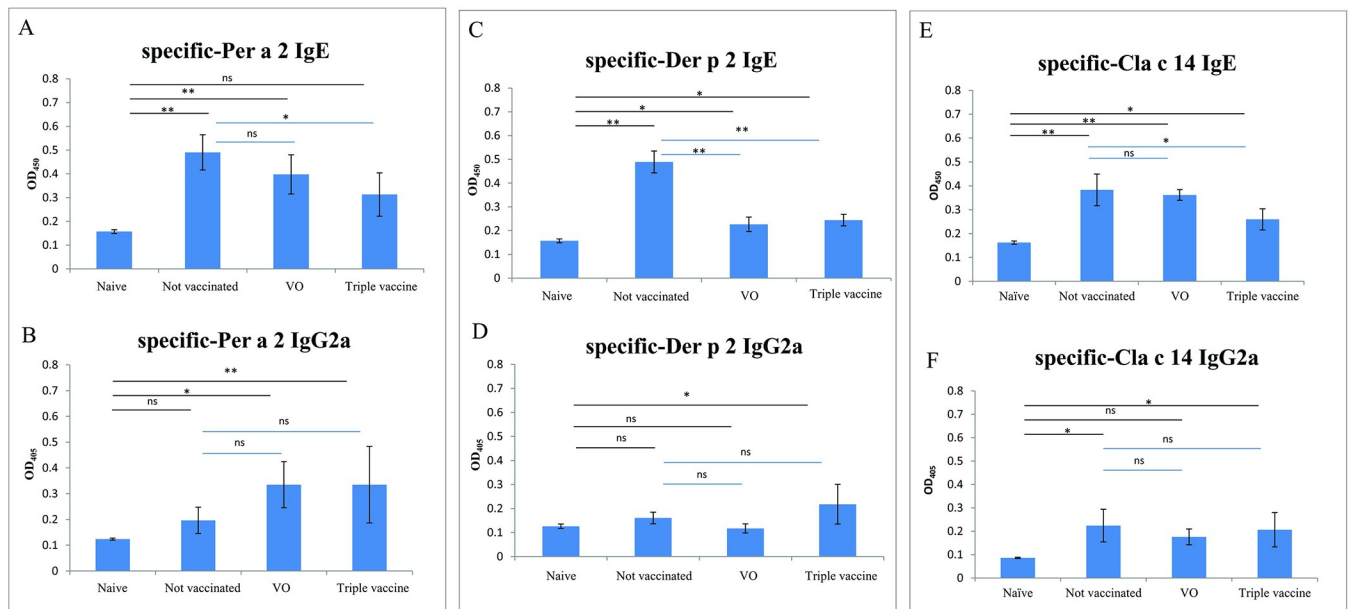 A
specific-Per a 2 IgE
0.8
0.7
0.6
0.5
0.4
0.3
0.2
0.1
0
OD450
ns
**
**
*
ns
Naive Not vaccinated VO Triple vaccine
B
specific-Per a 2 IgG2a
0.8
0.7
0.6
0.5
0.4
0.3
0.2
0.1
0
OD405
**
*
ns
ns
ns
Naive Not vaccinated VO Triple vaccine
C
specific-Der p 2 IgE
0.8
0.7
0.6
0.5
0.4
0.3
0.2
0.1
0
OD450
*
*
**
**
**
Naive Not vaccinated VO Triple vaccine
D
specific-Der p 2 IgG2a
0.8
0.7
0.6
0.5
0.4
0.3
0.2
0.1
0
OD405
*
ns
ns
ns
ns
Naive Not vaccinated VO Triple vaccine
E
specific-Cla c 14 IgE
0.8
0.7
0.6
0.5
0.4
0.3
0.2
0.1
0
OD450
*
**
**
*
ns
Naïve Not vaccinated VO Triple vaccine
F
specific-Cla c 14 IgG2a
0.8
0.7
0.6
0.5
0.4
0.3
0.2
0.1
0
OD405
*
ns
*
ns
ns
Naïve Not vaccinated VO Triple vaccine